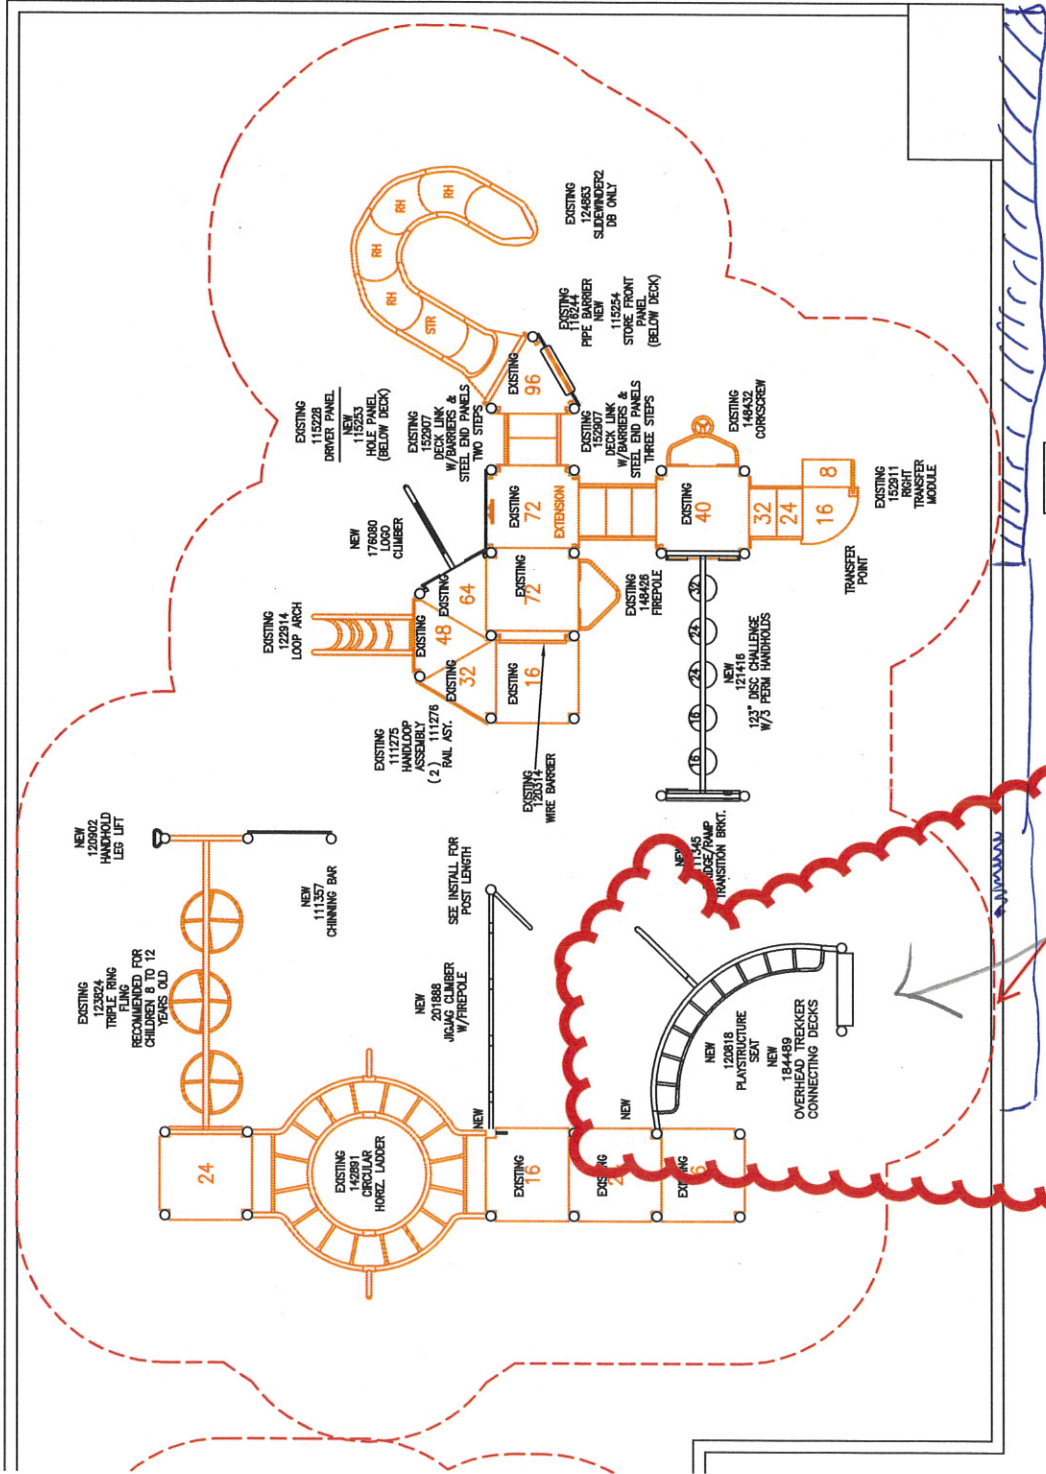 EXISTING
124863
SLIDEWINDER2
DB ONLY
RH
RH
RH
RH
STR
EXISTING
116244
PIPE BARRIER
NEW
115254
STORE FRONT
PANEL
(BELOW DECK)
EXISTING
115228
DRIVER PANEL
NEW
115253
HOLE PANEL
(BELOW DECK)
EXISTING
152907
DECK LINK
W/BARRIERS &
STEEL END PANELS
TWO STEPS
EXISTING
96
EXISTING
152907
DECK LINK
W/BARRIERS &
STEEL END PANELS
THREE STEPS
EXISTING
148432
CORKSCREW
EXISTING
152911
RIGHT
TRANSFER
MODULE
NEW
176080
LOGO
CLIMBER
EXISTING
72
EXTENSION
EXISTING
40
32
24
16
8
TRANSFER
POINT
EXISTING
122914
LOOP ARCH
EXISTING
64
EXISTING
48
EXISTING
32
EXISTING
72
EXISTING
16
EXISTING
148426
FIREPOLE
32
24
24
16
16
NEW
121416
123" DISC CHALLENGE
W/3 PERM HANDHOLDS
EXISTING
111275
HANDLOOP
ASSEMBLY
(2) 111276
RAIL ASY.
EXISTING
120314
WIRE BARRIER
NEW
120902
HANDHOLD
LEG LIFT
NEW
111357
CHINNING BAR
SEE INSTALL FOR
POST LENGTH
TRANSITION BRKT.
EXISTING
123824
TRIPLE RING
FLING
RECOMMENDED FOR
CHILDREN 8 TO 12
YEARS OLD
NEW
201888
JIGJAG CLIMBER
W/FIREPOLE
NEW
120818
PLAYSTRUCTURE
SEAT
NEW
184489
OVERHEAD TREKKER
CONNECTING DECKS
24
EXISTING
142891
CIRCULAR
HORIZ. LADDER
NEW
EXISTING
16
NEW
EXISTING
EXISTING